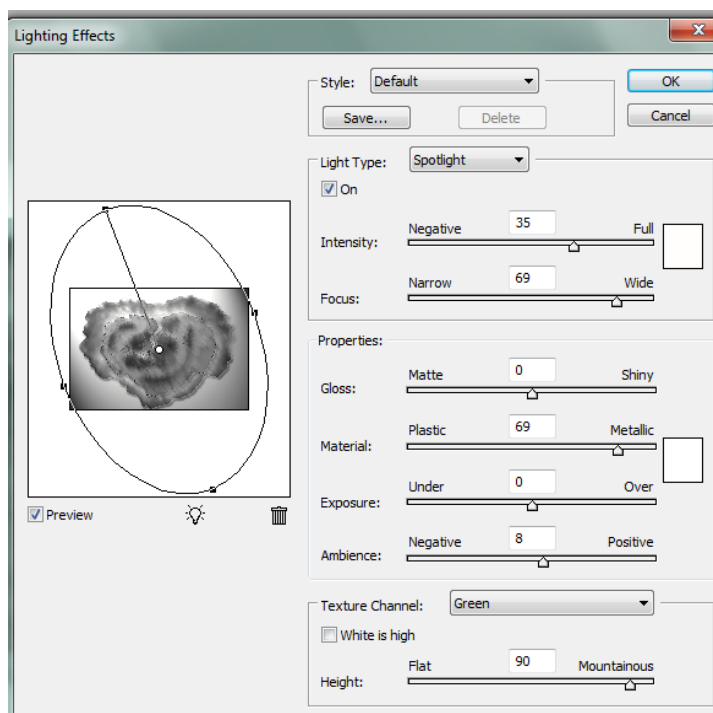 Lighting Effects
Style: Default
OK
Save... Delete
Cancel
Light Type: Spotlight
On
Negative 35 Full
Intensity:
Narrow 69 Wide
Focus:
Properties:
Matte 0 Shiny
Gloss:
Plastic 69 Metallic
Material:
Under 0 Over
Exposure:
Negative 8 Positive
Ambience:
Preview
Texture Channel: Green
White is high
Flat 90 Mountainous
Height: